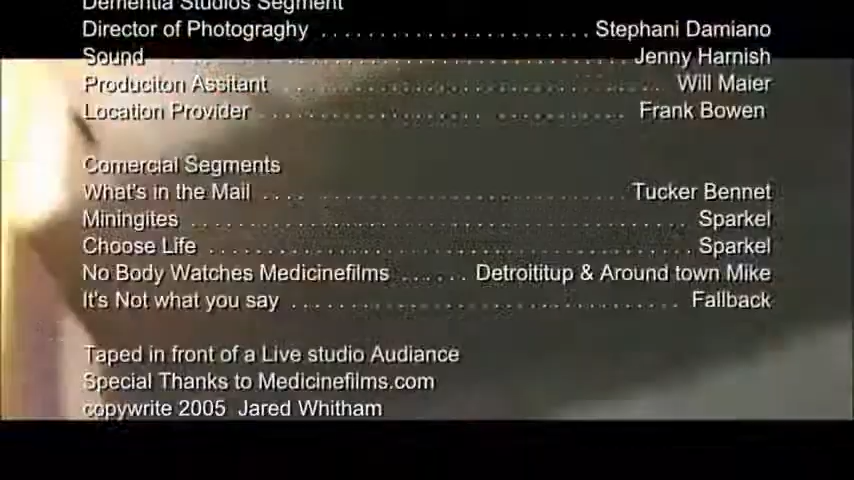 Dementia Studios Segment
Director of Photograghy ....................... Stephani Damiano
Sound .......................................... Jenny Harnish
Produciton Assitant ................................ Will Maier
Location Provider ............................... Frank Bowen
Comercial Segments
What's in the Mail ............................... Tucker Bennet
Miningites .......................................... Sparkel
Choose Life ......................................... Sparkel
No Body Watches Medicinefilms ...... Detroititup & Around town Mike
It's Not what you say ................................. Fallback
Taped in front of a Live studio Audiance
Special Thanks to Medicinefilms.com
copywrite 2005 Jared Whitham